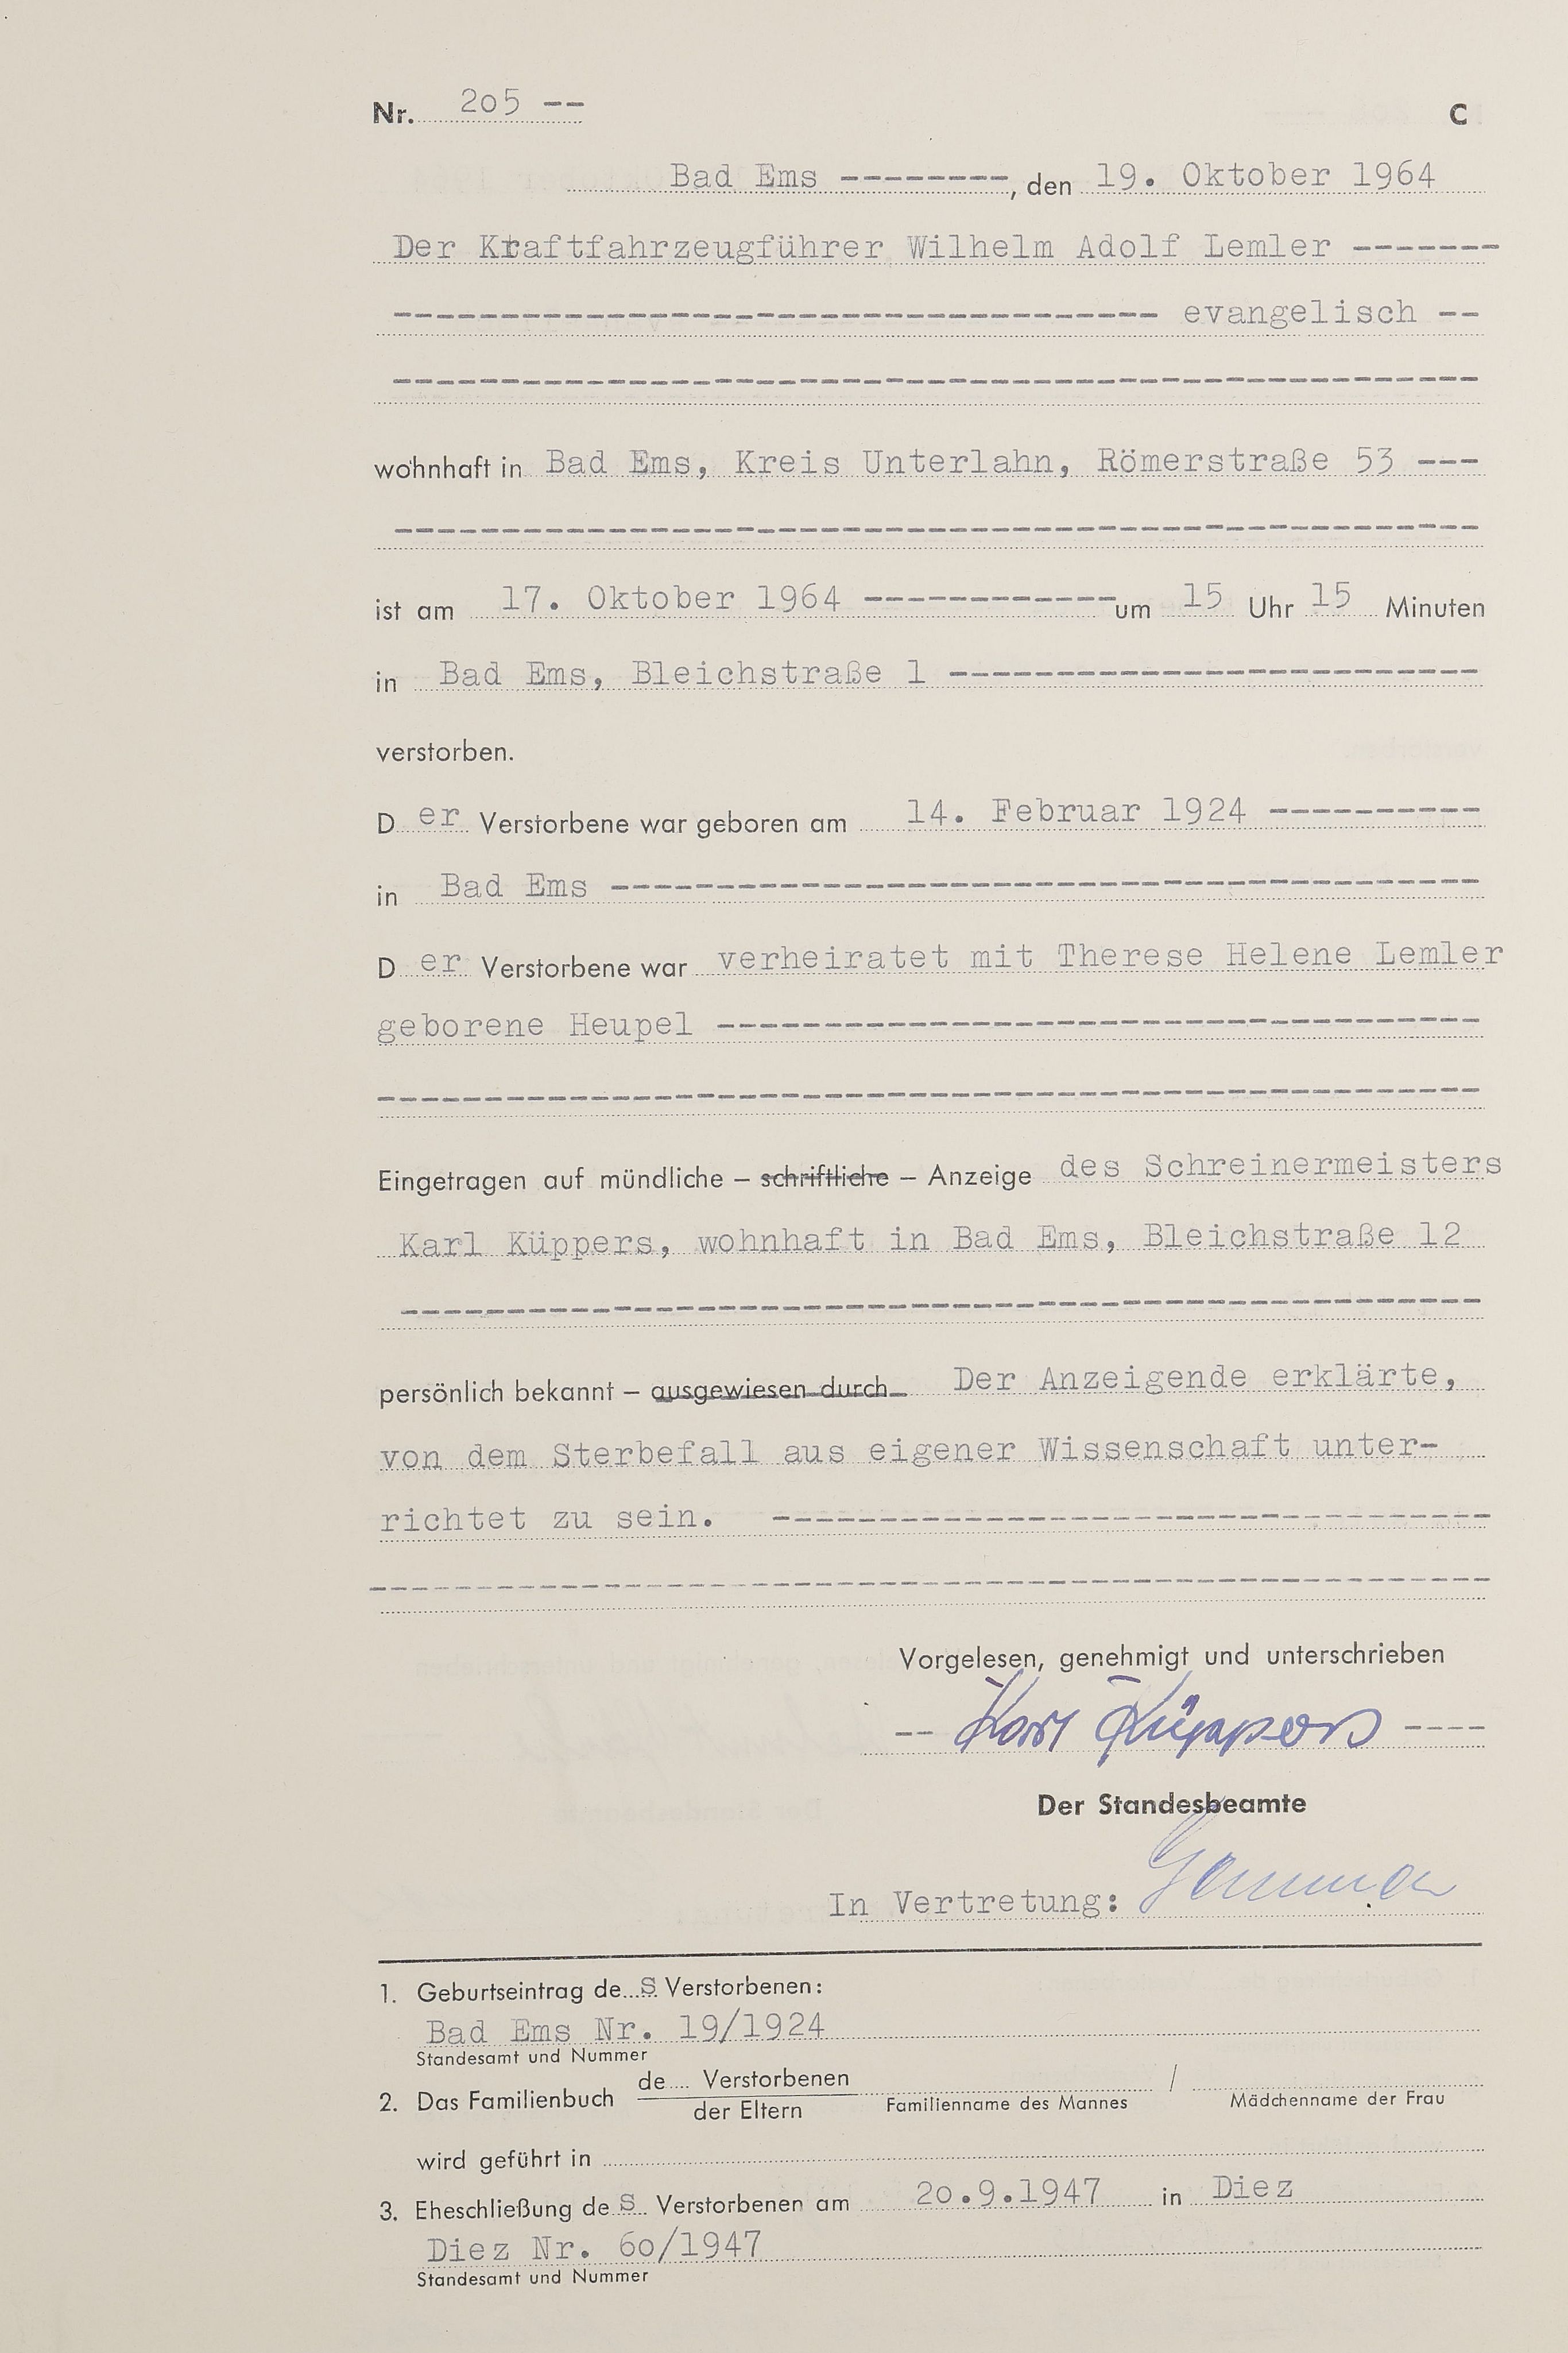 Nr. 205 -- C
Bad Ems --------, den 19. Oktober 1964
Der Kraftfahrzeugführer Wilhelm Adolf Lemler -------
------------------------------------ evangelisch --
---------------------------------------------------
wohnhaft in Bad Ems, Kreis Unterlahn, Römerstraße 53 ---
---------------------------------------------------
ist am 17. Oktober 1964 ------------ um 15 Uhr 15 Minuten
in Bad Ems, Bleichstraße 1 -------------------------
verstorben.
D er Verstorbene war geboren am 14. Februar 1924 ----------
in Bad Ems -----------------------------------------
D er Verstorbene war verheiratet mit Therese Helene Lemler
geborene Heupel ------------------------------------
----------------------------------------------------
Eingetragen auf mündliche – schriftliche – Anzeige des Schreinermeisters
Karl Küppers, wohnhaft in Bad Ems, Bleichstraße 12
---------------------------------------------------
persönlich bekannt – ausgewiesen durch Der Anzeigende erklärte,
von dem Sterbefall aus eigener Wissenschaft unter-
richtet zu sein. ----------------------------------
-----------------------------------------------------
Vorgelesen, genehmigt und unterschrieben
-- Karl Küppers ----
Der Standesbeamte
In Vertretung:
1. Geburtseintrag de s Verstorbenen:
Bad Ems Nr. 19/1924
Standesamt und Nummer
2. Das Familienbuch de.... Verstorbenen /
der Eltern Familienname des Mannes Mädchenname der Frau
wird geführt in
3. Eheschließung de s Verstorbenen am 20.9.1947 in Diez
Diez Nr. 60/1947
Standesamt und Nummer